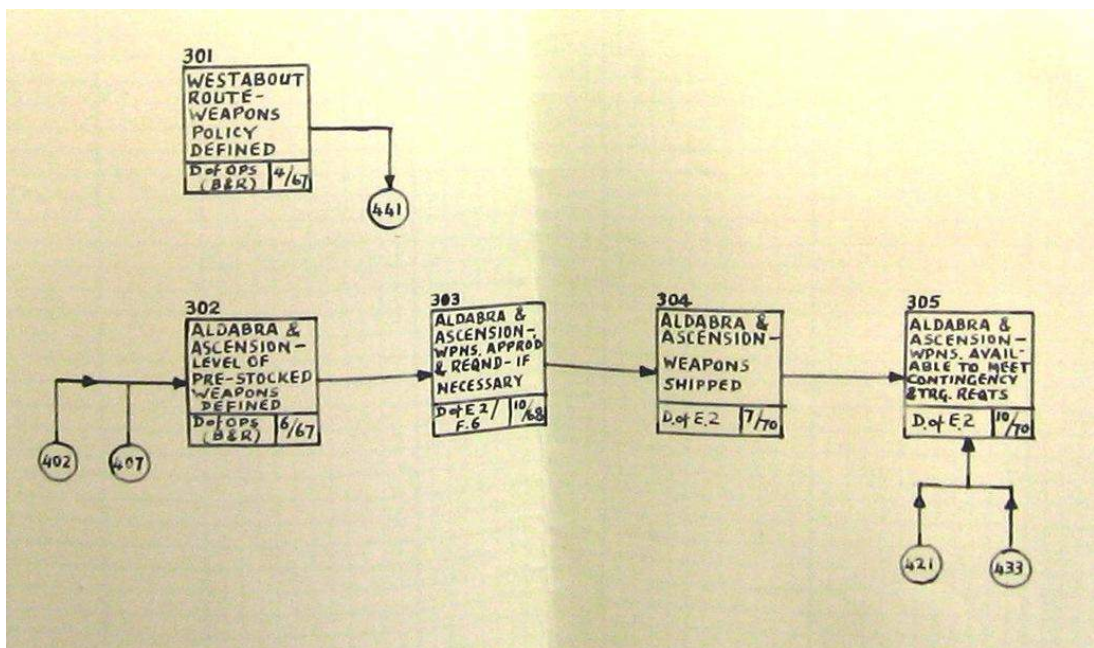 301
WESTABOUT
ROUTE-
WEAPONS
POLICY
DEFINED
D of OPS
(B&R)
4/67
441
302
ALDABRA &
ASCENSION-
LEVEL OF
PRE-STOCKED
WEAPONS
DEFINED
D of OPS
(B&R)
6/67
402
407
303
ALDABRA &
ASCENSION-,
WPNS. APPROD
& REQND- IF
NECESSARY
D of E 2/
F.6
10/68
304
ALDABRA &
ASCENSION-
WEAPONS
SHIPPED
D. of E.2
7/70
305
ALDABRA &
ASCENSION-
WPNS. AVAIL-
ABLE TO MEET
CONTINGENCY
& TRG. REQTS
D. of E.2
10/70
421
433